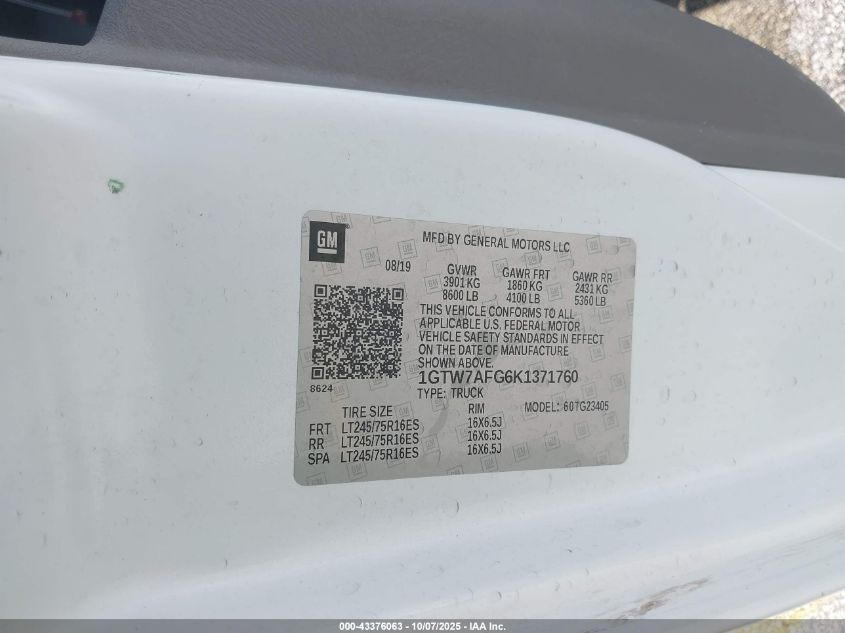 GM
MFD BY GENERAL MOTORS LLC
08/19 GVWR GAWR FRT GAWR RR
3901 KG 1860 KG 2431 KG
8600 LB 4100 LB 5360 LB
THIS VEHICLE CONFORMS TO ALL
APPLICABLE U.S. FEDERAL MOTOR
VEHICLE SAFETY STANDARDS IN EFFECT
ON THE DATE OF MANUFACTURE
SHOWN ABOVE.
8624
1GTW7AFG6K1371760
TYPE: TRUCK MODEL: 60TG23405
TIRE SIZE RIM
FRT LT245/75R16ES 16X6.5J
RR LT245/75R16ES 16X6.5J
SPA LT245/75R16ES 16X6.5J
000-43376063 - 10/07/2025 - IAA Inc.